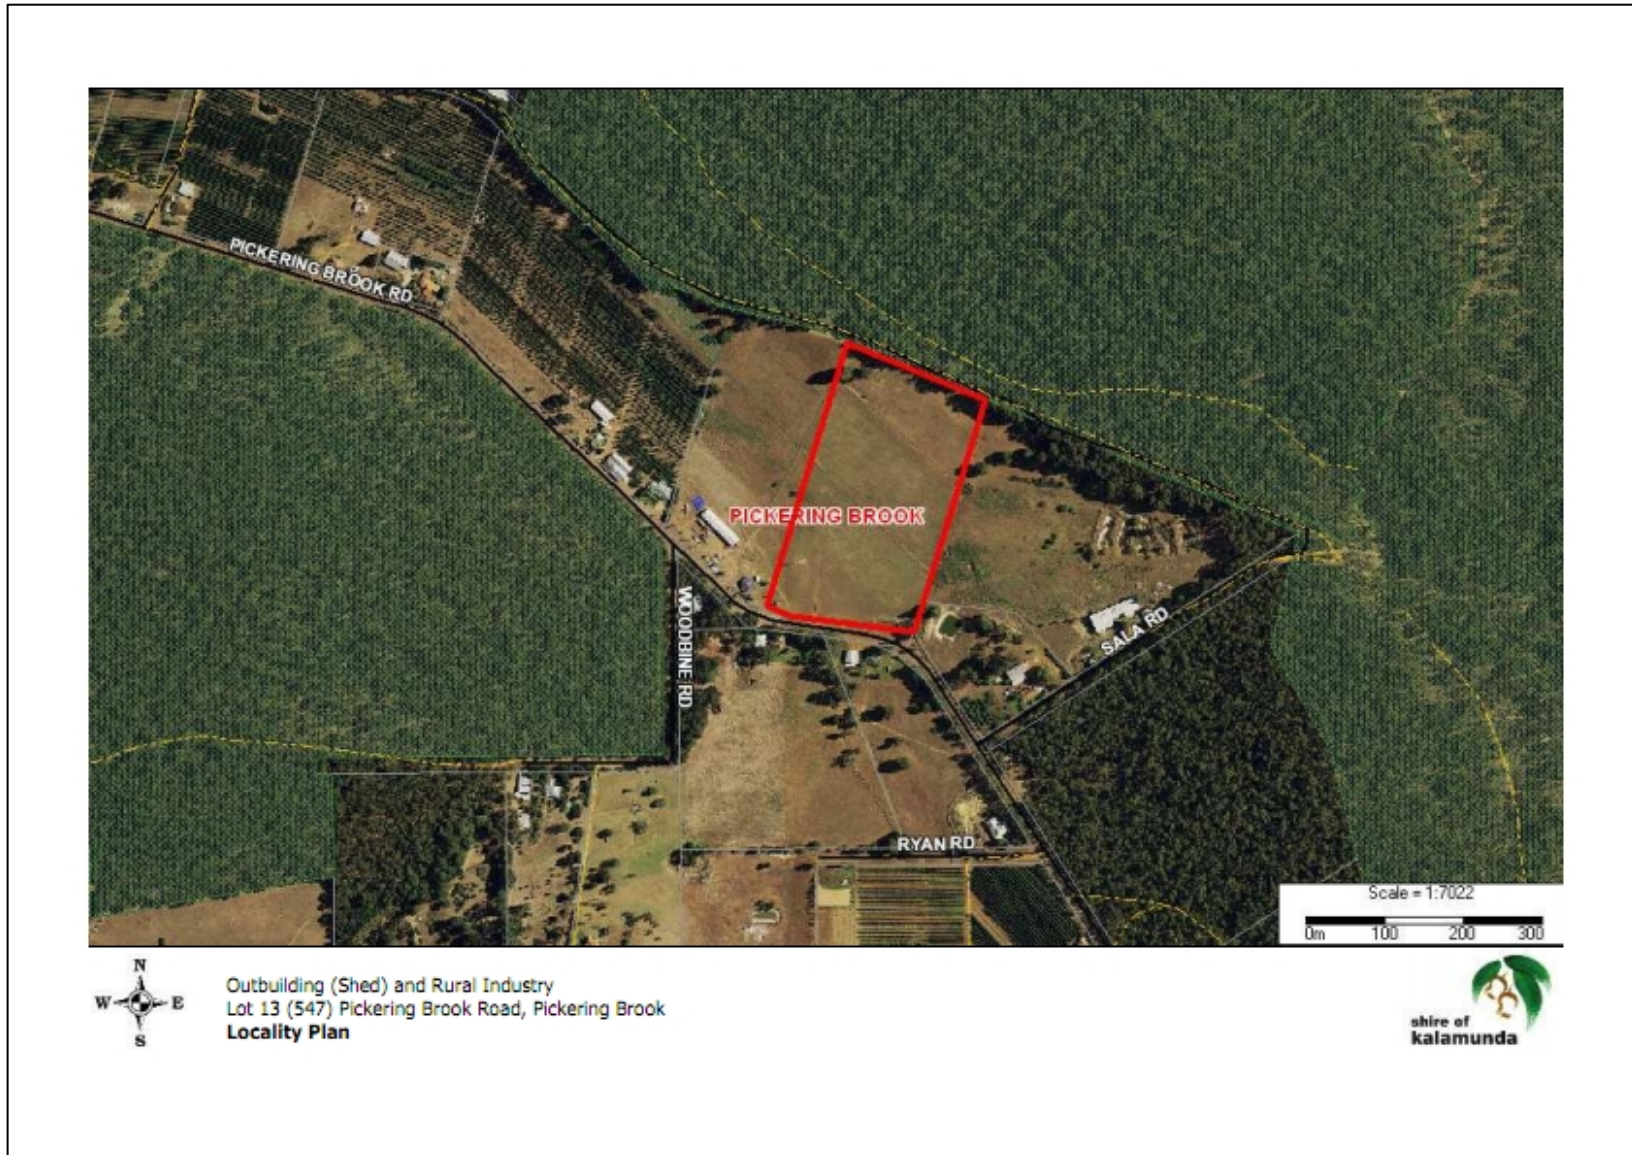 PICKERING BROOK RD
PICKERING BROOK
WOODBINE RD
SALA RD
RYAN RD
Scale = 1:7022
0m 100 200 300
N
W E
S
Outbuilding (Shed) and Rural Industry
Lot 13 (547) Pickering Brook Road, Pickering Brook
Locality Plan
shire of
kalamunda